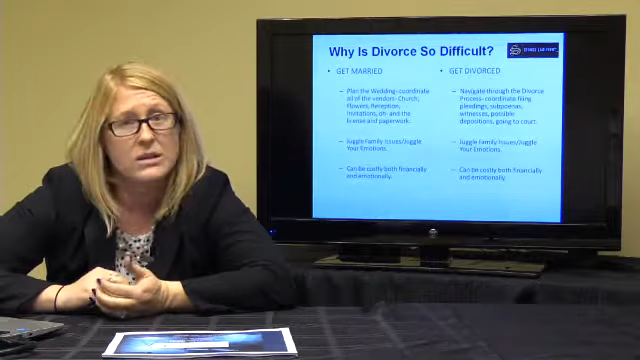 Why Is Divorce So Difficult?
• GET MARRIED
– Plan the Wedding- coordinate
all of the vendors- Church,
Flowers, Reception,
Invitations, oh- and the
license and paperwork.
– Juggle Family Issues/Juggle
Your Emotions.
– Can be costly both financially
and emotionally.
• GET DIVORCED
– Navigate through the Divorce
Process- coordinate filing,
pleadings, subpoenas,
witnesses, possible
depositions, going to court.
– Juggle Family Issues/Juggle
Your Emotions.
– Can be costly both financially
and emotionally.